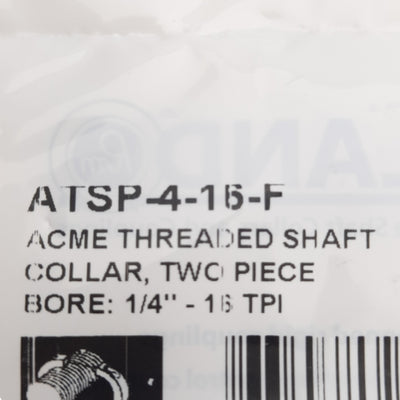 ATSP-4-16-F
ACME THREADED SHAFT
COLLAR, TWO PIECE
BORE: 1/4" - 16 TPI